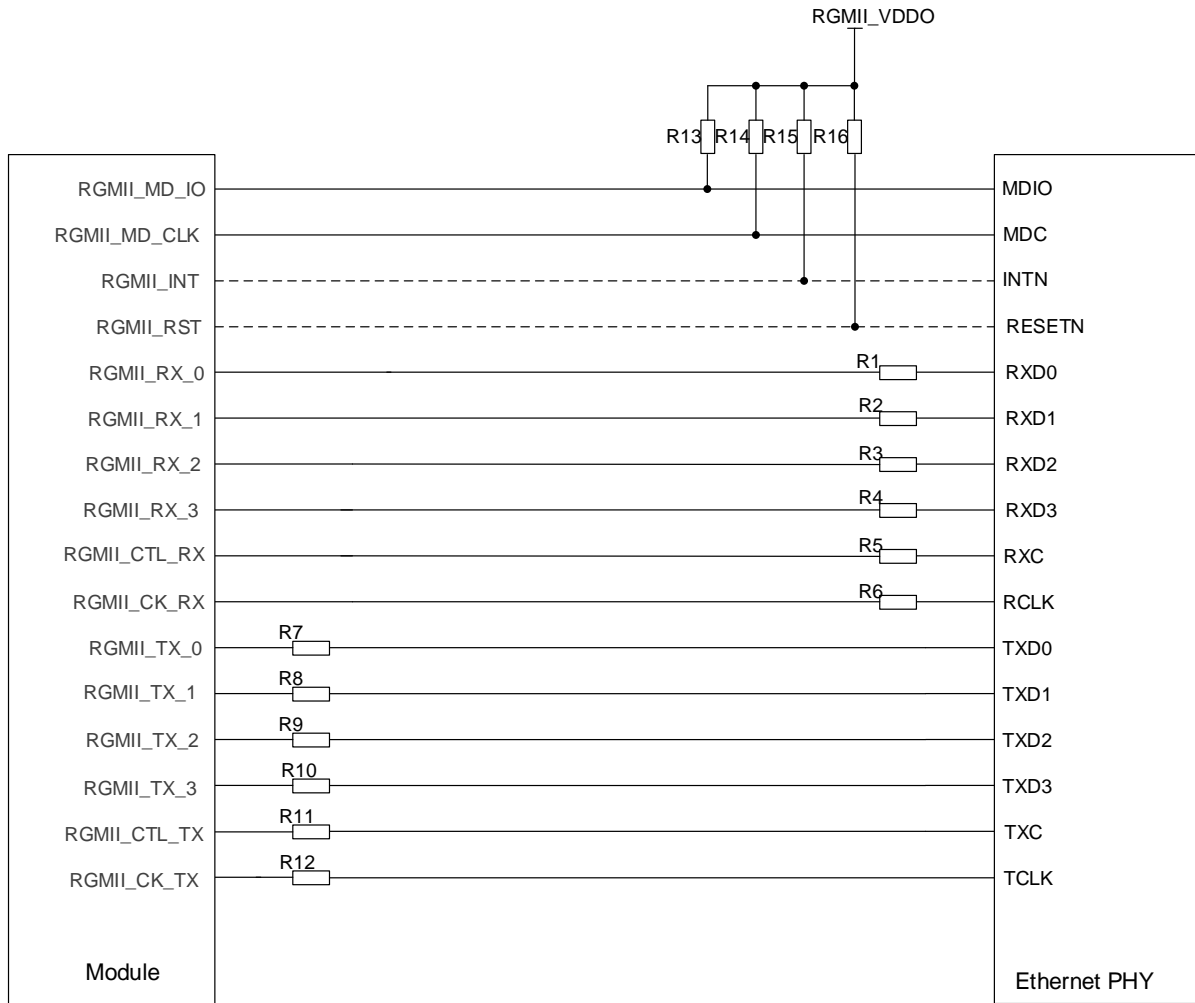 RGMII_VDDO
R13 R14 R15 R16
RGMII_MD_IO MDIO
RGMII_MD_CLK MDC
RGMII_INT INTN
RGMII_RST RESETN
RGMII_RX_0 R1 RXD0
RGMII_RX_1 R2 RXD1
RGMII_RX_2 R3 RXD2
RGMII_RX_3 R4 RXD3
RGMII_CTL_RX R5 RXC
RGMII_CK_RX R6 RCLK
RGMII_TX_0 R7 TXD0
RGMII_TX_1 R8 TXD1
RGMII_TX_2 R9 TXD2
RGMII_TX_3 R10 TXD3
RGMII_CTL_TX R11 TXC
RGMII_CK_TX R12 TCLK
Module Ethernet PHY